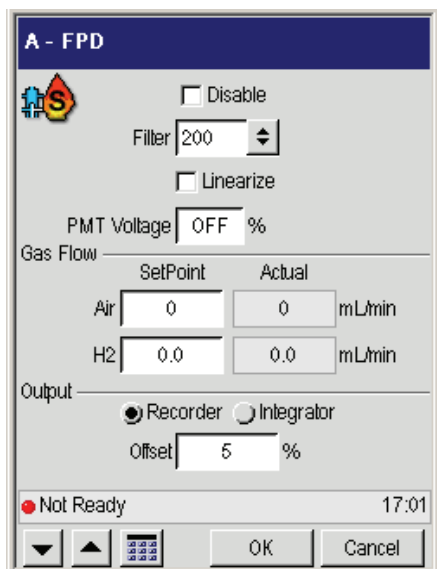 A - FPD
S
Disable
Filter 200
Linearize
PMT Voltage OFF %
Gas Flow
SetPoint Actual
Air 0 0 mL/min
H2 0.0 0.0 mL/min
Output
Recorder Integrator
Offset 5 %
Not Ready 17:01
OK Cancel